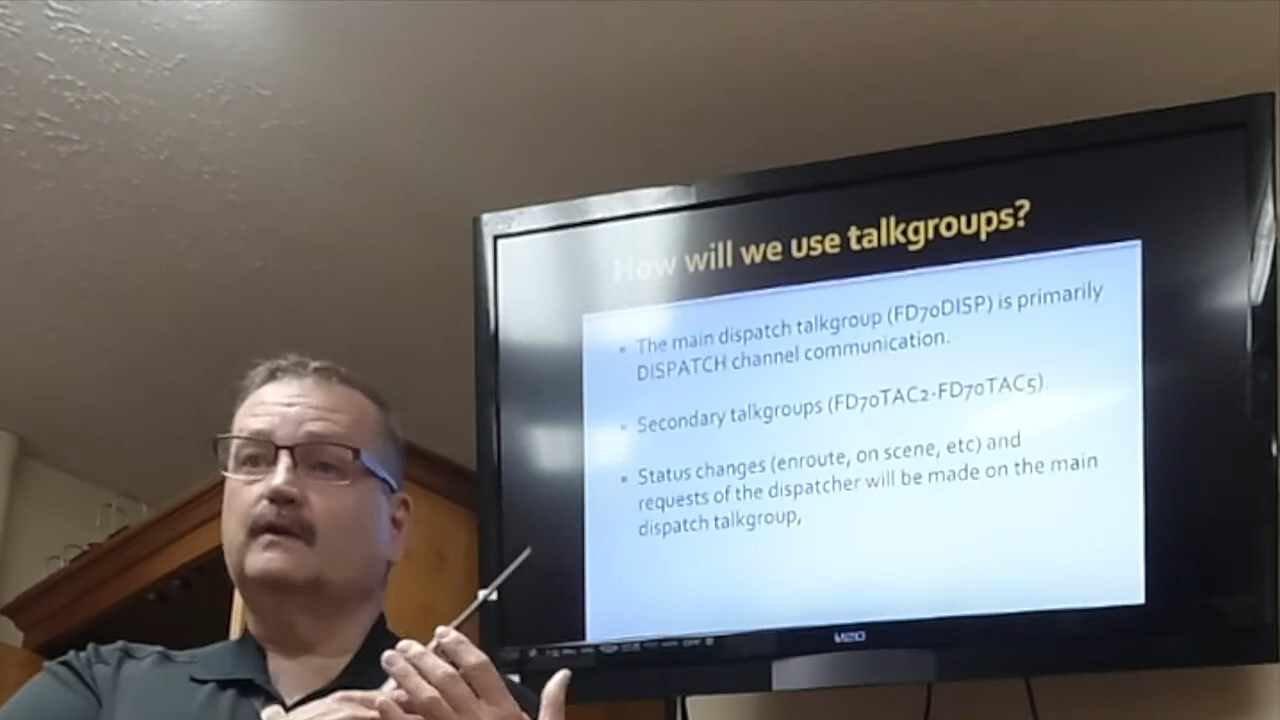 How will we use talkgroups?
The main dispatch talkgroup (FD70DISP) is primarily
DISPATCH channel communication.
Secondary talkgroups (FD70TAC2-FD70TAC5).
Status changes (enroute, on scene, etc) and
requests of the dispatcher will be made on the main
dispatch talkgroup,
VIZIO